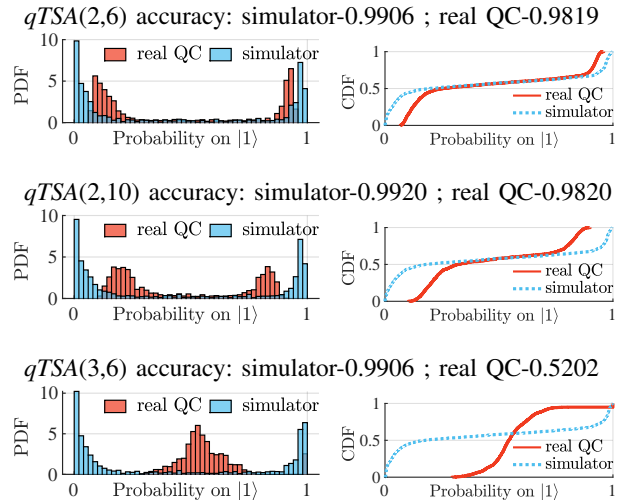 qTSA(2,6) accuracy: simulator-0.9906 ; real QC-0.9819
10
5
0
PDF
real QC
simulator
0
1
Probability on |1⟩
1
0.5
0
CDF
real QC
simulator
0
1
Probability on |1⟩
qTSA(2,10) accuracy: simulator-0.9920 ; real QC-0.9820
10
5
0
PDF
real QC
simulator
0
1
Probability on |1⟩
1
0.5
0
CDF
real QC
simulator
0
1
Probability on |1⟩
qTSA(3,6) accuracy: simulator-0.9906 ; real QC-0.5202
10
5
0
PDF
real QC
simulator
0
1
Probability on |1⟩
1
0.5
0
CDF
real QC
simulator
0
1
Probability on |1⟩